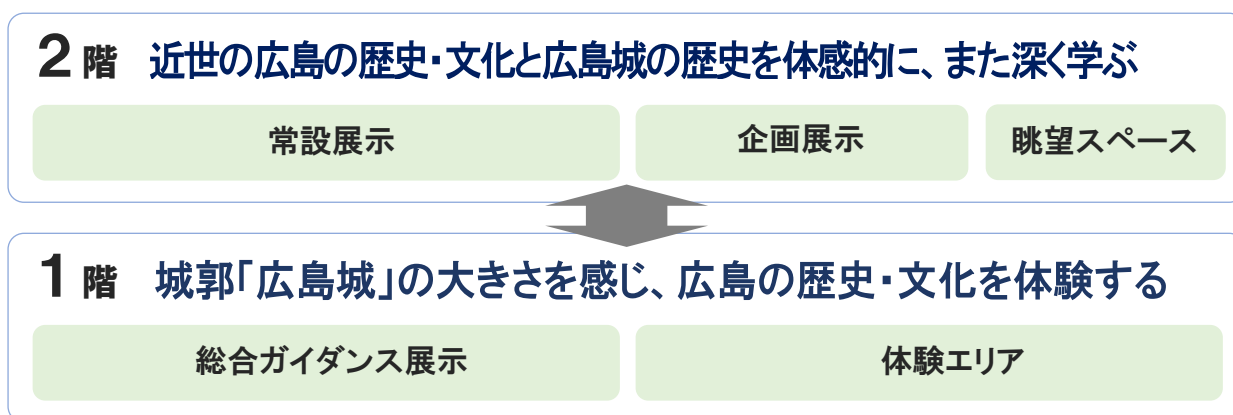 2階 近世の広島の歴史・文化と広島城の歴史を体感的に、また深く学ぶ
常設展示 企画展示 眺望スペース
1階 城郭「広島城」の大きさを感じ、広島の歴史・文化を体験する
総合ガイダンス展示 体験エリア